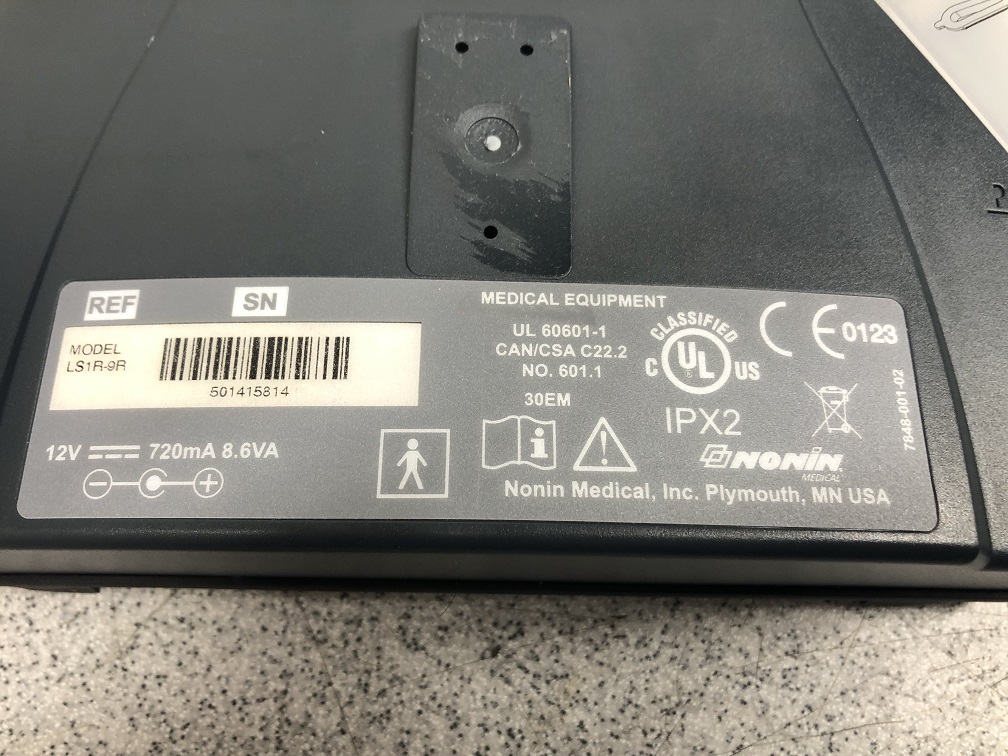 REF SN
MODEL
LS1R-9R
501415814
12V 720mA 8.6VA
MEDICAL EQUIPMENT
UL 60601-1
CAN/CSA C22.2
NO. 601.1
30EM
CLASSIFIED
C UL US
®
CE 0123
IPX2
NONIN
MEDICAL
Nonin Medical, Inc. Plymouth, MN USA
7848-001-02